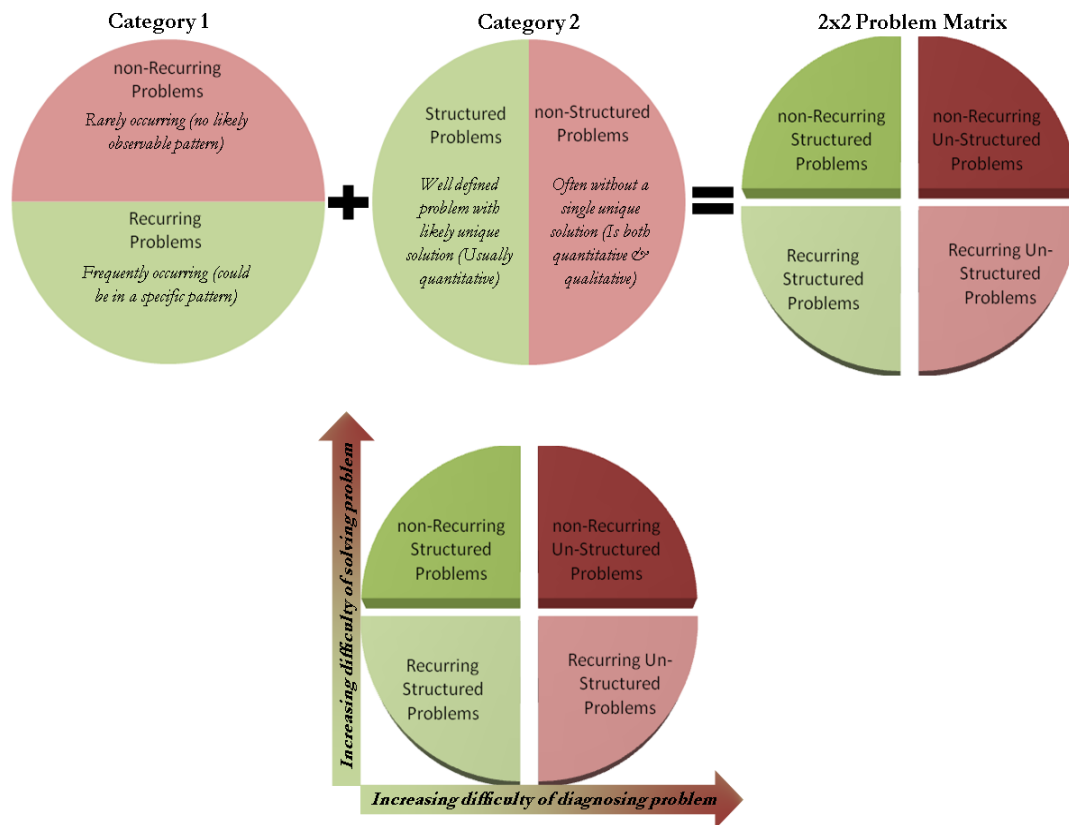 Category 1
non-Recurring
Problems
Rarely occurring (no likely
observable pattern)
Recurring
Problems
Frequently occurring (could
be in a specific pattern)
+
Category 2
Structured
Problems
Well defined
problem with
likely unique
solution (Usually
quantitative)
non-Structured
Problems
Often without a
single unique
solution (Is both
quantitative &
qualitative)
=
2x2 Problem Matrix
non-Recurring
Structured
Problems
non-Recurring
Un-Structured
Problems
Recurring
Structured
Problems
Recurring Un-
Structured
Problems
Increasing difficulty of solving problem
non-Recurring
Structured
Problems
non-Recurring
Un-Structured
Problems
Recurring
Structured
Problems
Recurring Un-
Structured
Problems
Increasing difficulty of diagnosing problem